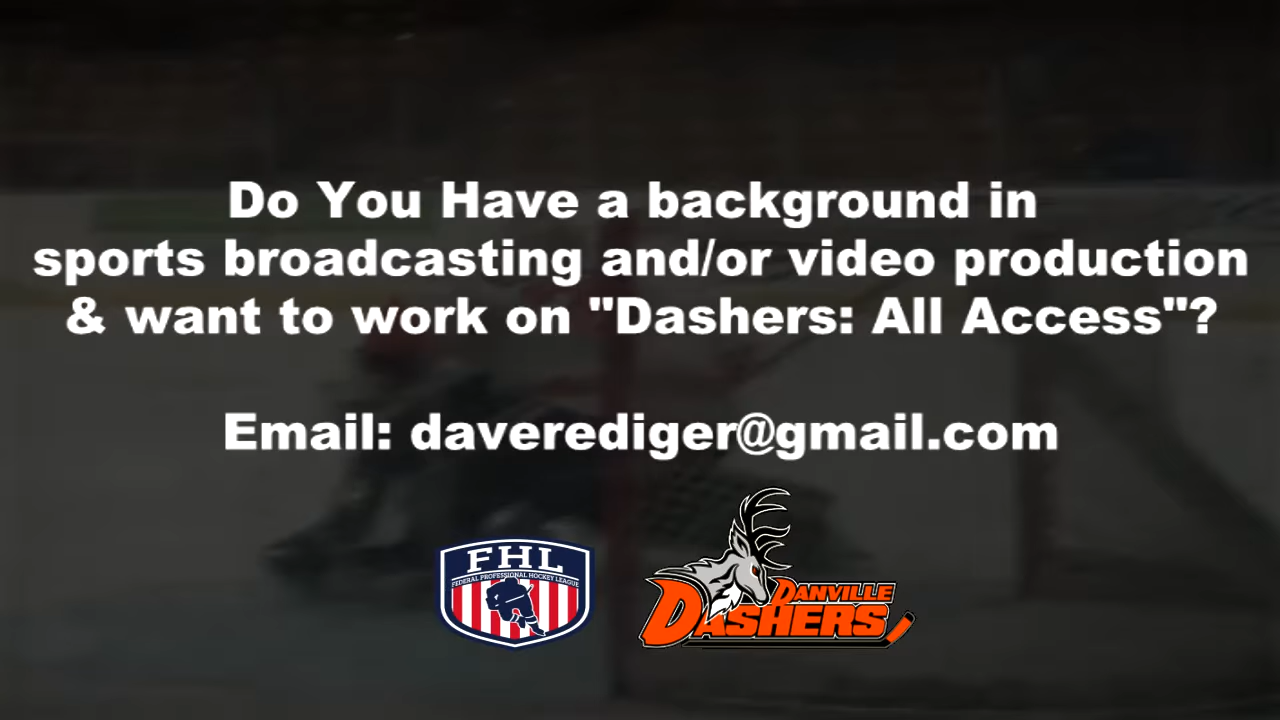 Do You Have a background in
sports broadcasting and/or video production
& want to work on "Dashers: All Access"?
Email: daverediger@gmail.com
FHL
FEDERAL PROFESSIONAL HOCKEY LEAGUE
DANVILLE
DASHERS